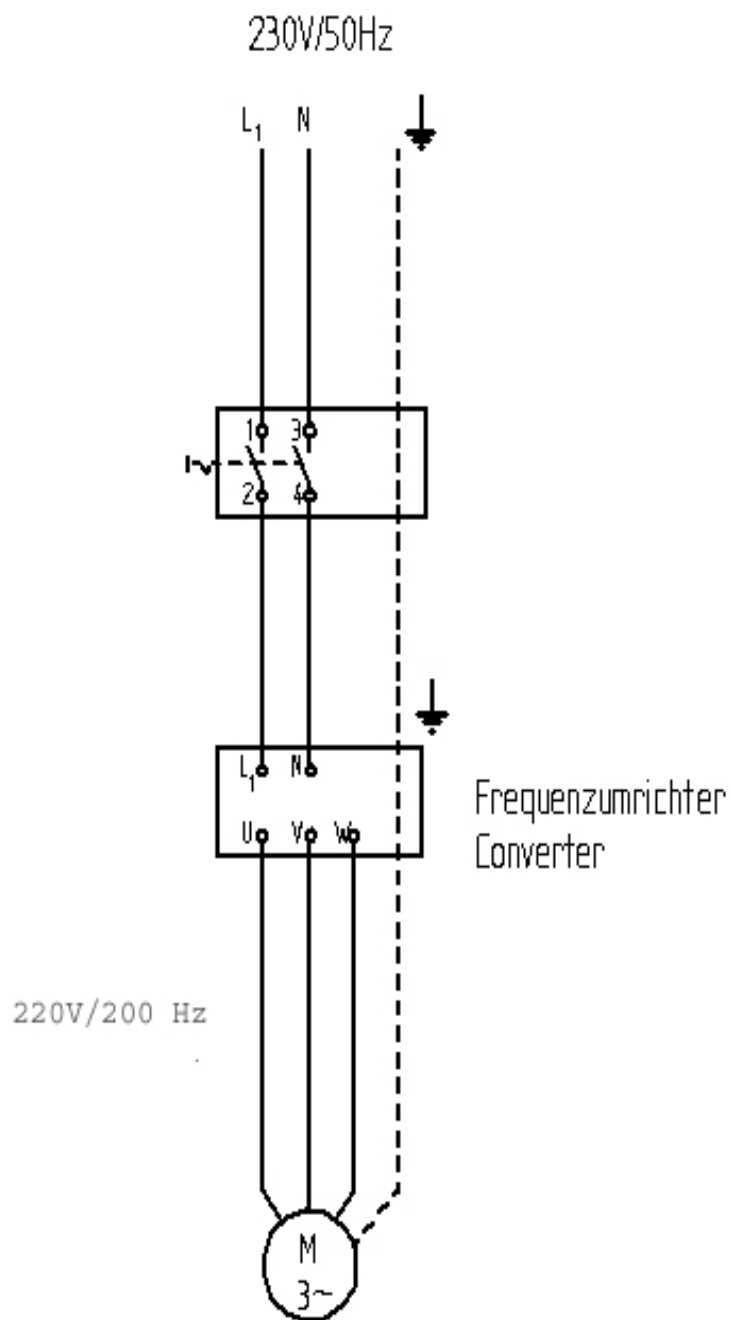 230V/50Hz
L₁ N
1 3
2 4
L₁ N
U V W
Frequenzumrichter
Converter
220V/200 Hz
M
3~